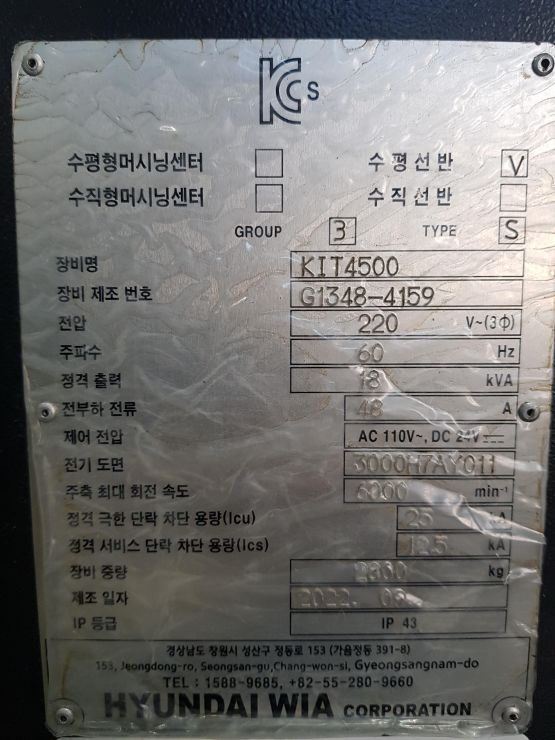 KCs
수평형머시닝센터 수평선반 V
수직형머시닝센터 수직선반
GROUP 3 TYPE S
장비명 KIT4500
장비 제조 번호 G1348-4159
전압 220 V~(3Φ)
주파수 60 Hz
정격 출력 18 kVA
전부하 전류 48 A
제어 전압 AC 110V~, DC 24V
전기 도면 3000H7AY011
주축 최대 회전 속도 6000 min⁻¹
정격 극한 단락 차단 용량(Icu) 25 kA
정격 서비스 단락 차단 용량(Ics) 12.5 kA
장비 중량 kg
제조 일자 2022.
IP 등급 IP 43
경상남도 창원시 성산구 정동로 153 (가음정동 391-8)
153, Jeongdong-ro, Seongsan-gu,Chang-won-si, Gyeongsangnam-do
TEL : 1588-9685, +82-55-280-9660
HYUNDAI WIA CORPORATION